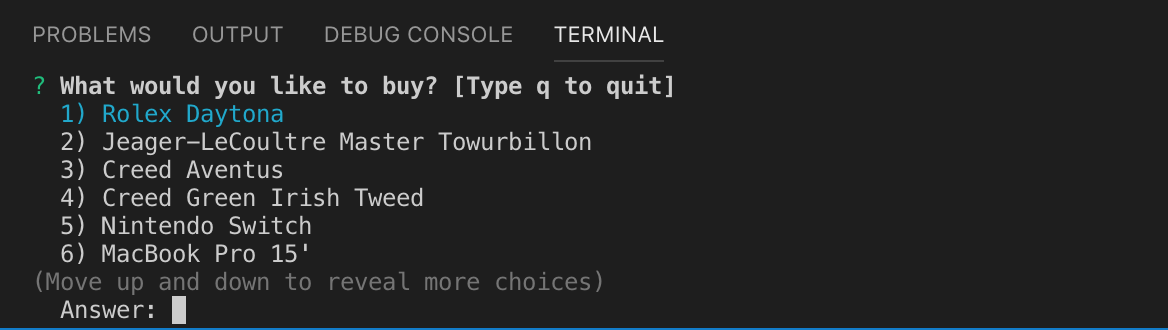 PROBLEMS OUTPUT DEBUG CONSOLE TERMINAL
? What would you like to buy? [Type q to quit]
1) Rolex Daytona
2) Jeager-LeCoultre Master Towurbillon
3) Creed Aventus
4) Creed Green Irish Tweed
5) Nintendo Switch
6) MacBook Pro 15'
(Move up and down to reveal more choices)
Answer: